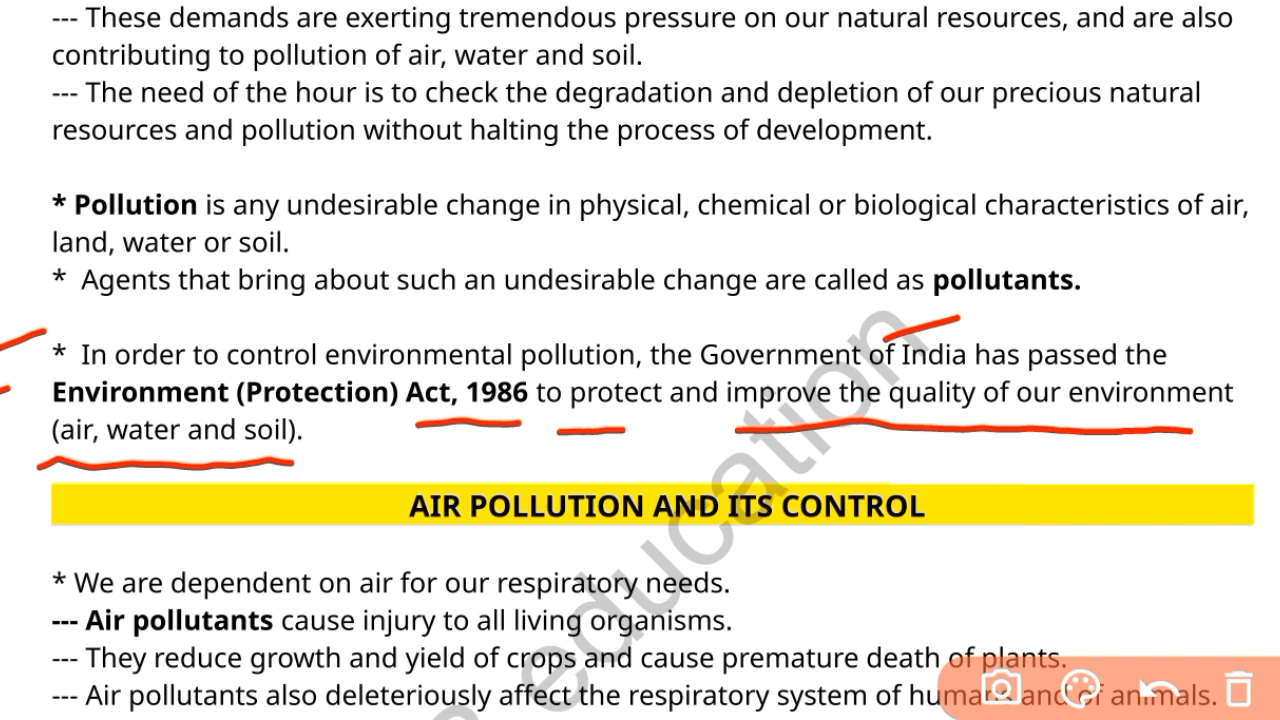 --- These demands are exerting tremendous pressure on our natural resources, and are also
contributing to pollution of air, water and soil.
--- The need of the hour is to check the degradation and depletion of our precious natural
resources and pollution without halting the process of development.
* Pollution is any undesirable change in physical, chemical or biological characteristics of air,
land, water or soil.
* Agents that bring about such an undesirable change are called as pollutants.
* In order to control environmental pollution, the Government of India has passed the
Environment (Protection) Act, 1986 to protect and improve the quality of our environment
(air, water and soil).
AIR POLLUTION AND ITS CONTROL
* We are dependent on air for our respiratory needs.
--- Air pollutants cause injury to all living organisms.
--- They reduce growth and yield of crops and cause premature death of plants.
--- Air pollutants also deleteriously affect the respiratory system of humans and of animals.
education